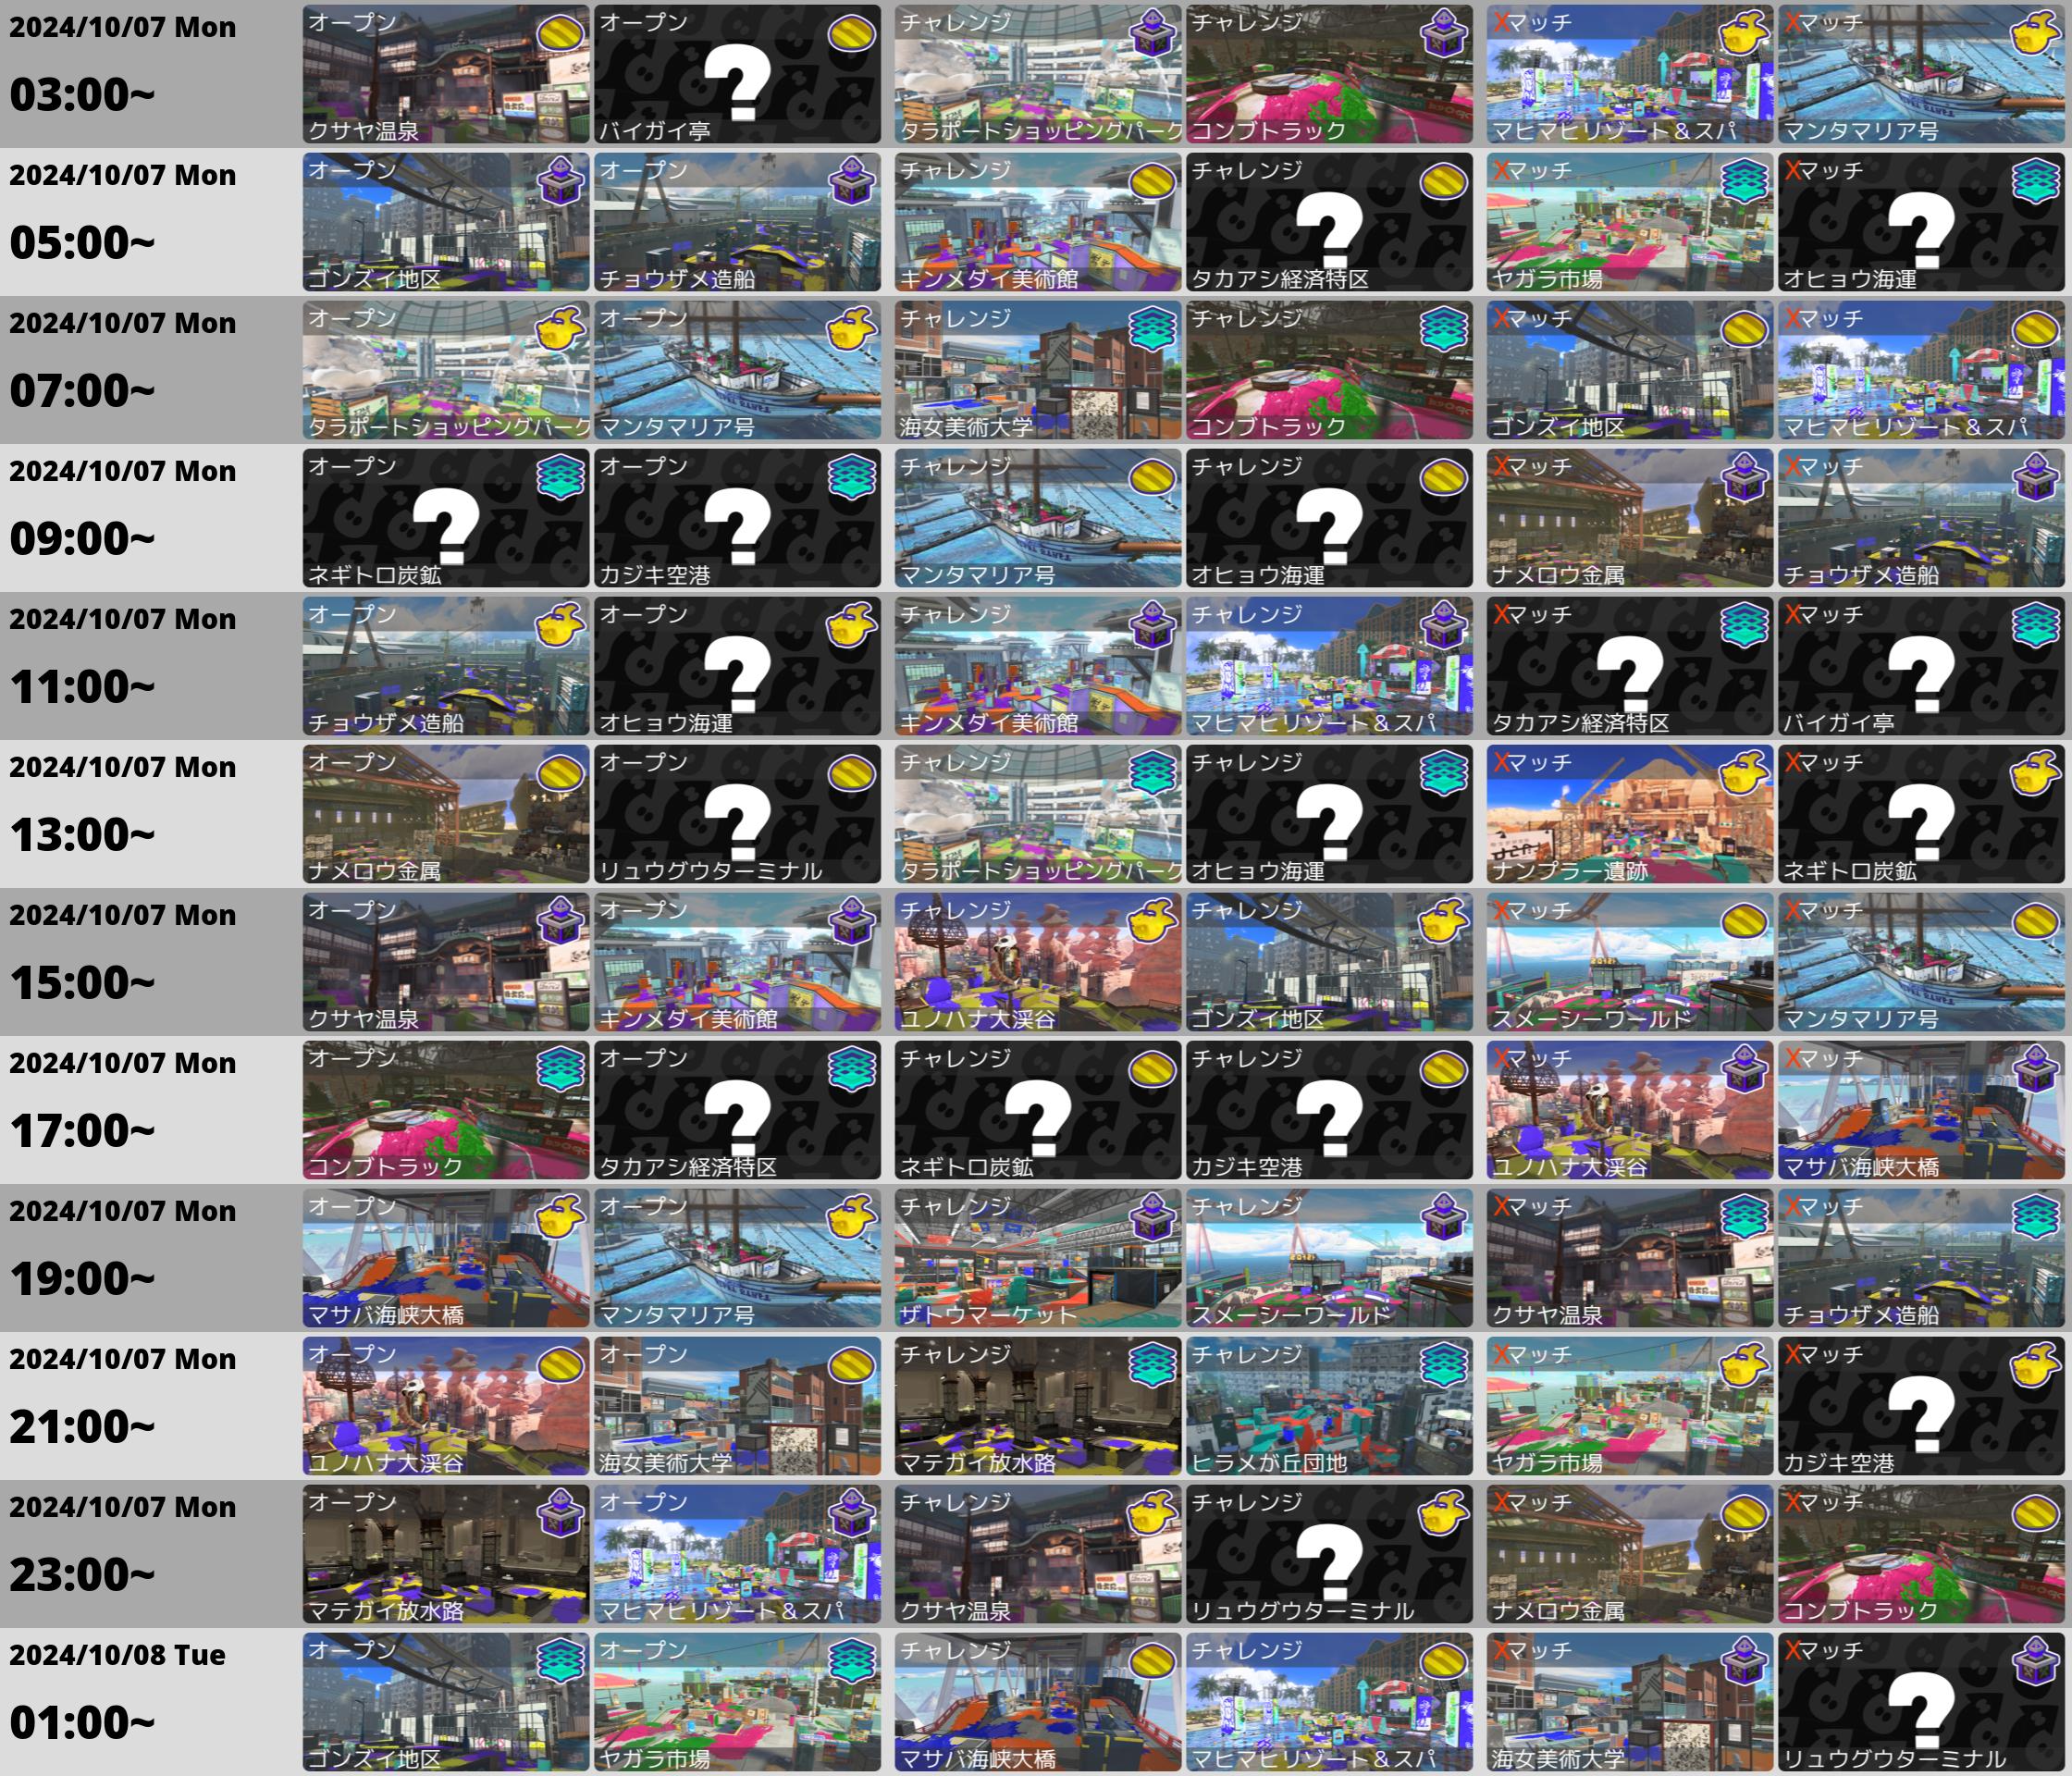 2024/10/07 Mon
03:00~
オープン
クサヤ温泉
オープン
バイガイ亭
チャレンジ
タラポートショッピングパーク
チャレンジ
コンブトラック
Xマッチ
マヒマヒリゾート＆スパ
Xマッチ
マンタマリア号
2024/10/07 Mon
05:00~
オープン
ゴンズイ地区
オープン
チョウザメ造船
チャレンジ
キンメダイ美術館
チャレンジ
タカアシ経済特区
Xマッチ
ヤガラ市場
Xマッチ
オヒョウ海運
2024/10/07 Mon
07:00~
オープン
タラポートショッピングパーク
オープン
マンタマリア号
チャレンジ
海女美術大学
チャレンジ
コンブトラック
Xマッチ
ゴンズイ地区
Xマッチ
マヒマヒリゾート＆スパ
2024/10/07 Mon
09:00~
オープン
ネギトロ炭鉱
オープン
カジキ空港
チャレンジ
マンタマリア号
チャレンジ
オヒョウ海運
Xマッチ
ナメロウ金属
Xマッチ
チョウザメ造船
2024/10/07 Mon
11:00~
オープン
チョウザメ造船
オープン
オヒョウ海運
チャレンジ
キンメダイ美術館
チャレンジ
マヒマヒリゾート＆スパ
Xマッチ
タカアシ経済特区
Xマッチ
バイガイ亭
2024/10/07 Mon
13:00~
オープン
ナメロウ金属
オープン
リュウグウターミナル
チャレンジ
タラポートショッピングパーク
チャレンジ
オヒョウ海運
Xマッチ
ナンプラー遺跡
Xマッチ
ネギトロ炭鉱
2024/10/07 Mon
15:00~
オープン
クサヤ温泉
オープン
キンメダイ美術館
チャレンジ
ユノハナ大渓谷
チャレンジ
ゴンズイ地区
Xマッチ
スメーシーワールド
Xマッチ
マンタマリア号
2024/10/07 Mon
17:00~
オープン
コンブトラック
オープン
タカアシ経済特区
チャレンジ
ネギトロ炭鉱
チャレンジ
カジキ空港
Xマッチ
ユノハナ大渓谷
Xマッチ
マサバ海峡大橋
2024/10/07 Mon
19:00~
オープン
マサバ海峡大橋
オープン
マンタマリア号
チャレンジ
ザトウマーケット
チャレンジ
スメーシーワールド
Xマッチ
クサヤ温泉
Xマッチ
チョウザメ造船
2024/10/07 Mon
21:00~
オープン
ユノハナ大渓谷
オープン
海女美術大学
チャレンジ
マテガイ放水路
チャレンジ
ヒラメが丘団地
Xマッチ
ヤガラ市場
Xマッチ
カジキ空港
2024/10/07 Mon
23:00~
オープン
マテガイ放水路
オープン
マヒマヒリゾート＆スパ
チャレンジ
クサヤ温泉
チャレンジ
リュウグウターミナル
Xマッチ
ナメロウ金属
Xマッチ
コンブトラック
2024/10/08 Tue
01:00~
オープン
ゴンズイ地区
オープン
ヤガラ市場
チャレンジ
マサバ海峡大橋
チャレンジ
マヒマヒリゾート＆スパ
Xマッチ
海女美術大学
Xマッチ
リュウグウターミナル